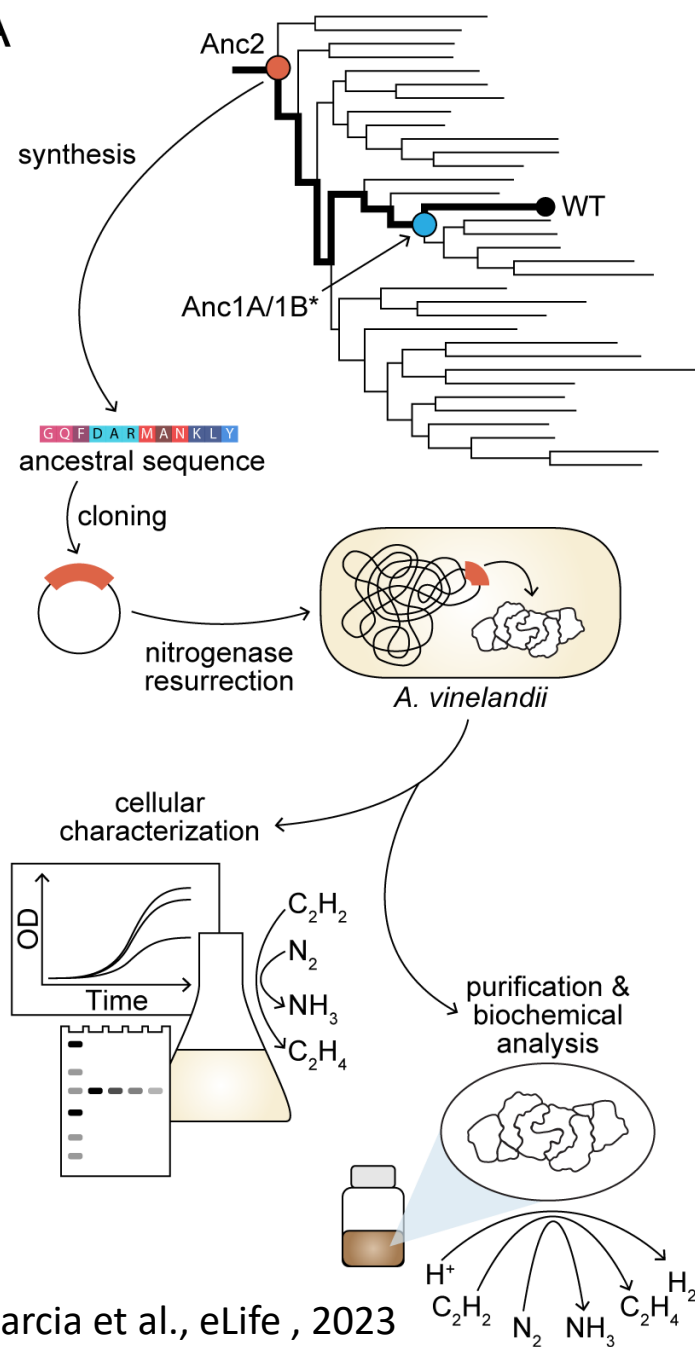 A
Anc2
synthesis
WT
Anc1A/1B*
GQFDARMANKLY
ancestral sequence
cloning
nitrogenase
resurrection
A. vinelandii
cellular
characterization
OD
Time
C₂H₂
N₂
NH₃
C₂H₄
purification &
biochemical
analysis
H⁺
C₂H₂
N₂
NH₃
C₂H₄
H₂
arcia et al., eLife , 2023